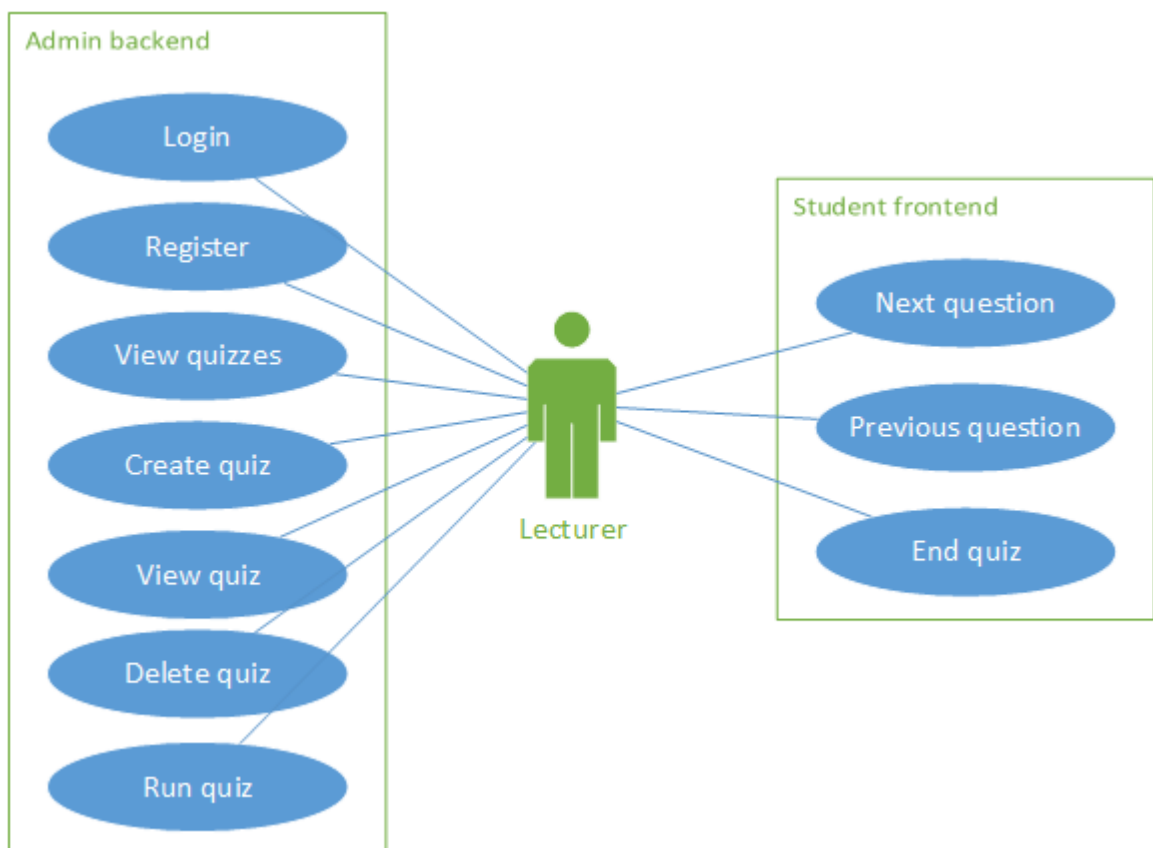 Admin backend
Login
Register
View quizzes
Create quiz
View quiz
Delete quiz
Run quiz
Lecturer
Student frontend
Next question
Previous question
End quiz